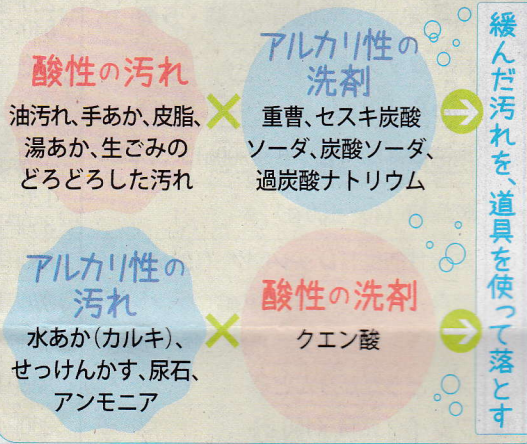 酸性の汚れ
油汚れ、手あか、皮脂、
湯あか、生ごみの
どろどろした汚れ
×
アルカリ性の
洗剤
重曹、セスキ炭酸
ソーダ、炭酸ソーダ、
過炭酸ナトリウム
アルカリ性の
汚れ
水あか(カルキ)、
せっけんかす、尿石、
アンモニア
×
酸性の洗剤
クエン酸
緩んだ汚れを、道具を使って落とす